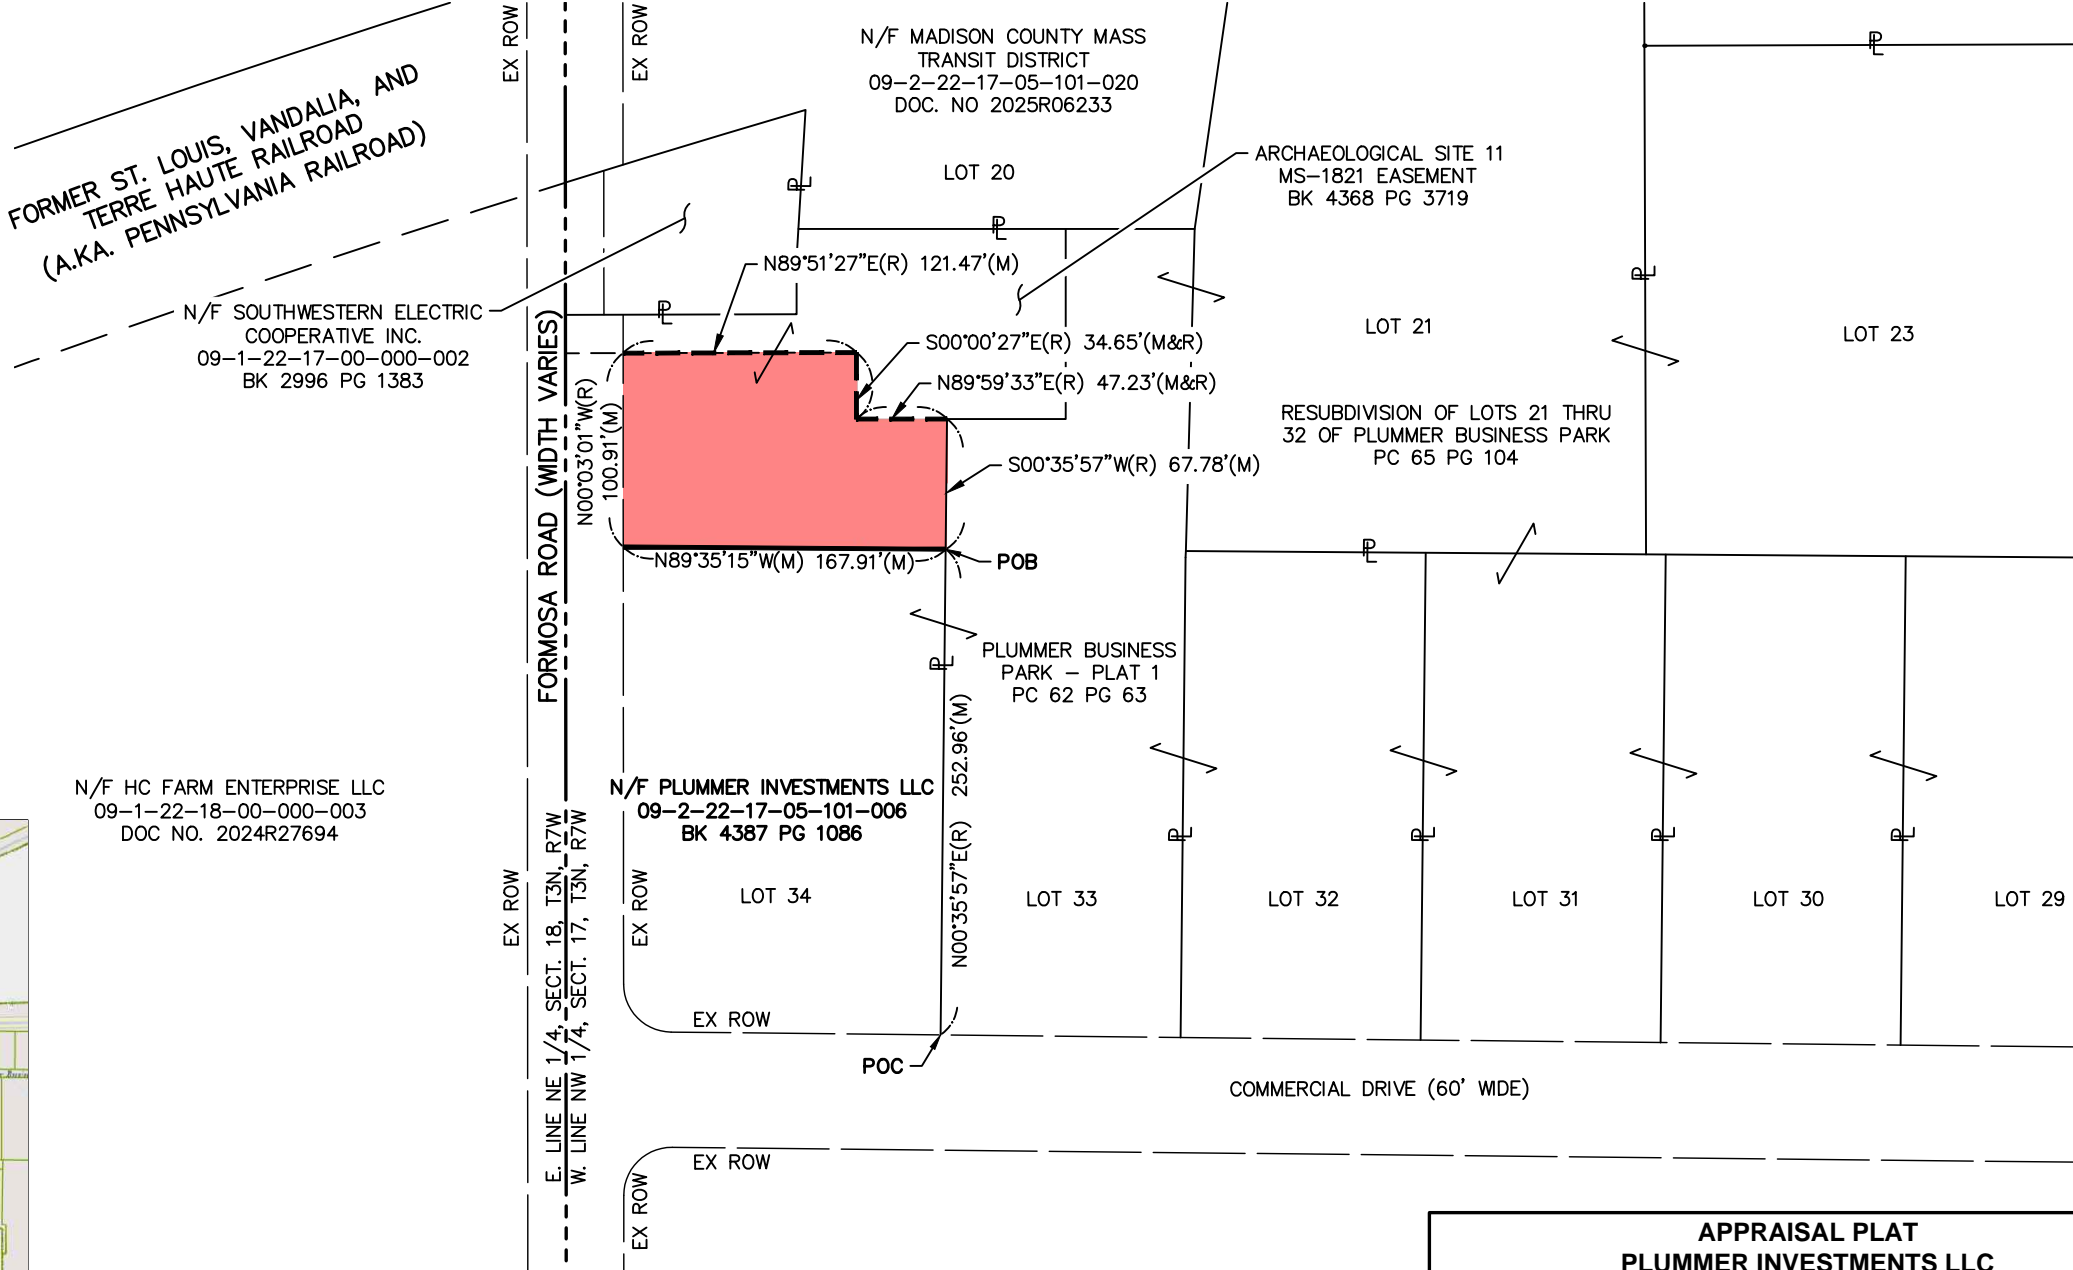 EX ROW
EX ROW
N/F MADISON COUNTY MASS
TRANSIT DISTRICT
09-2-22-17-05-101-020
DOC. NO 2025R06233
FORMER ST. LOUIS, VANDALIA, AND
TERRE HAUTE RAILROAD
(A.KA. PENNSYLVANIA RAILROAD)
LOT 20
ARCHAEOLOGICAL SITE 11
MS-1821 EASEMENT
BK 4368 PG 3719
N89°51'27"E(R) 121.47'(M)
N/F SOUTHWESTERN ELECTRIC
COOPERATIVE INC.
09-1-22-17-00-000-002
BK 2996 PG 1383
S00°00'27"E(R) 34.65'(M&R)
N89°59'33"E(R) 47.23'(M&R)
LOT 21
LOT 23
RESUBDIVISION OF LOTS 21 THRU
32 OF PLUMMER BUSINESS PARK
PC 65 PG 104
FORMOSA ROAD (WDTH VARIES)
N00°03'01"W(R)
100.91'(M)
S00°35'57"W(R) 67.78'(M)
N89°35'15"W(M) 167.91'(M)
POB
PLUMMER BUSINESS
PARK - PLAT 1
PC 62 PG 63
N00°35'57"E(R) 252.96'(M)
N/F HC FARM ENTERPRISE LLC
09-1-22-18-00-000-003
DOC NO. 2024R27694
N/F PLUMMER INVESTMENTS LLC
09-2-22-17-05-101-006
BK 4387 PG 1086
LOT 34
LOT 33
LOT 32
LOT 31
LOT 30
LOT 29
EX ROW
EX ROW
E. LINE NE 1/4, SECT. 18, T3N, R7W
W. LINE NW 1/4, SECT. 17, T3N, R7W
EX ROW
POC
COMMERCIAL DRIVE (60' WIDE)
EX ROW
EX ROW
APPRAISAL PLAT
PLUMMER INVESTMENTS LLC